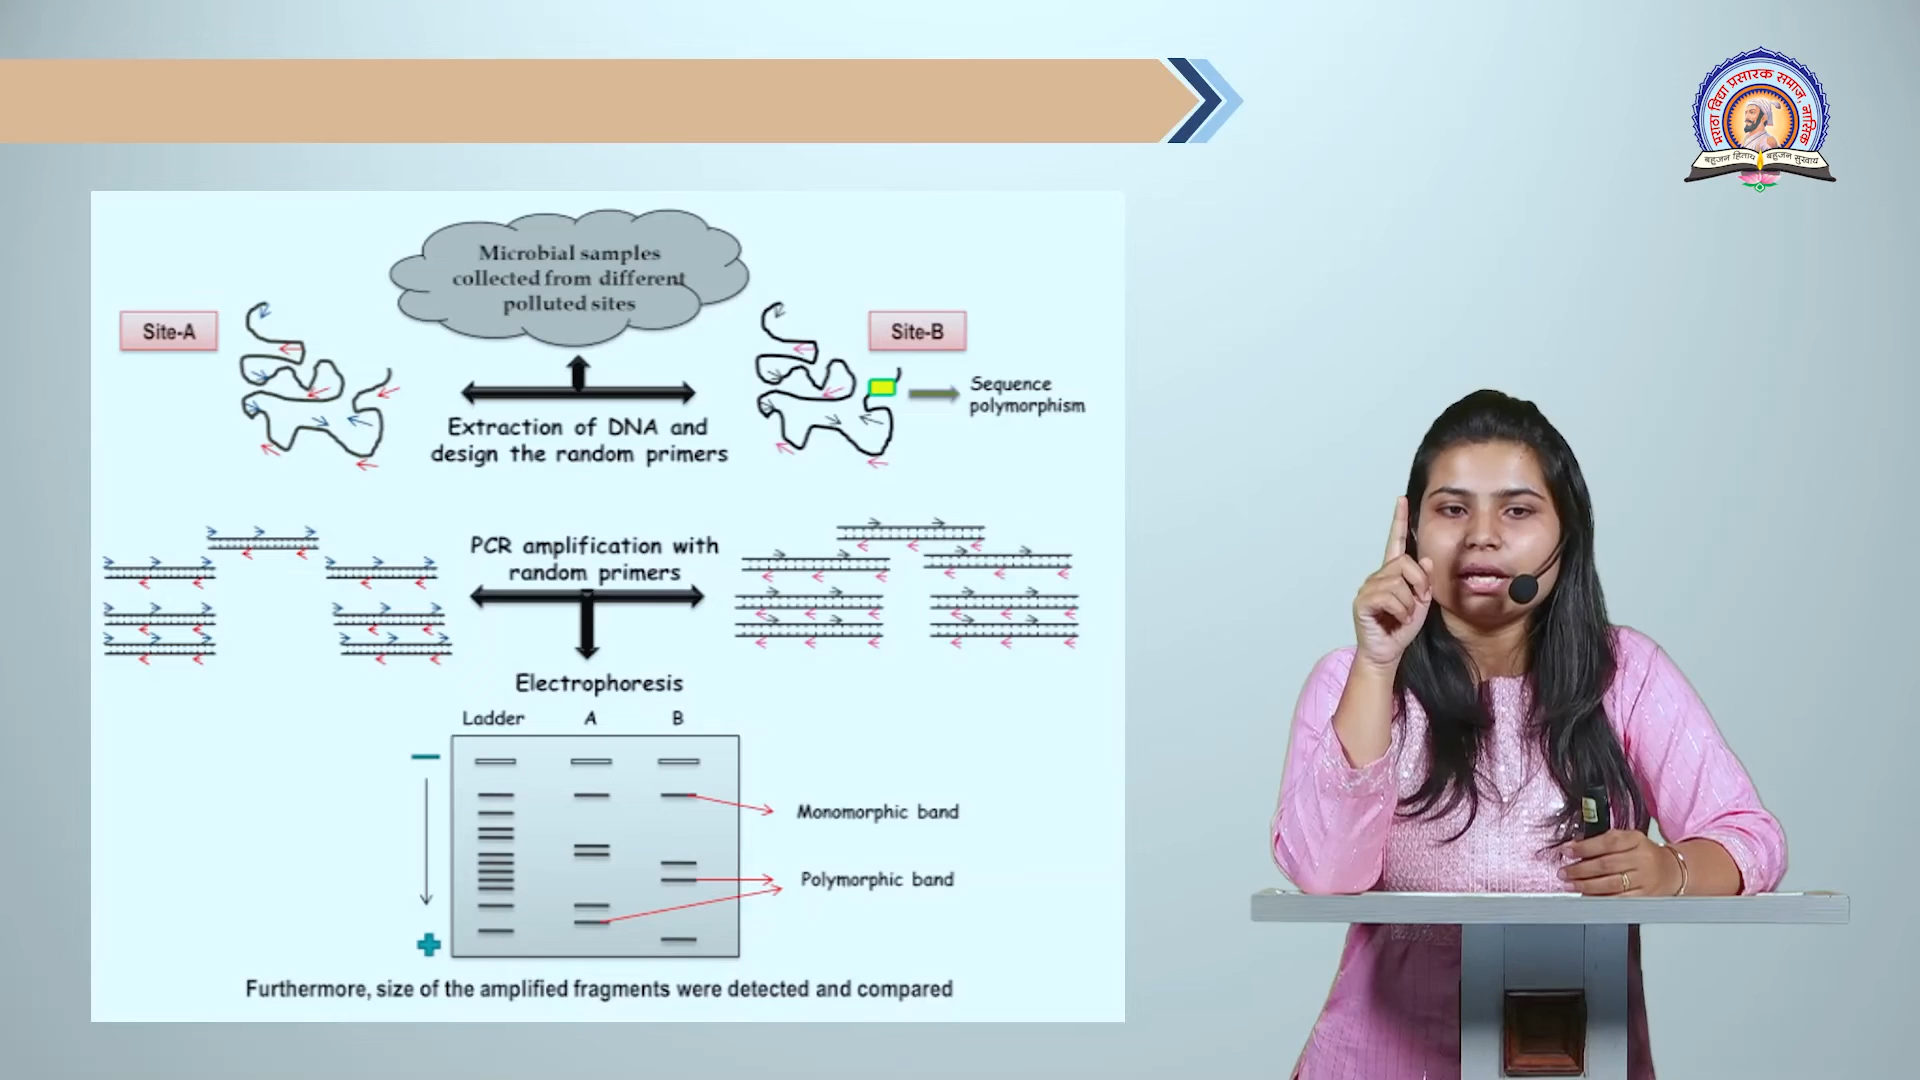 मराठा विद्या प्रसारक समाज, नासिक
बहुजन हिताय
बहुजन सुखाय
Microbial samples
collected from different
polluted sites
Site-A
Site-B
Sequence
polymorphism
Extraction of DNA and
design the random primers
PCR amplification with
random primers
Electrophoresis
Ladder A B
Monomorphic band
Polymorphic band
Furthermore, size of the amplified fragments were detected and compared